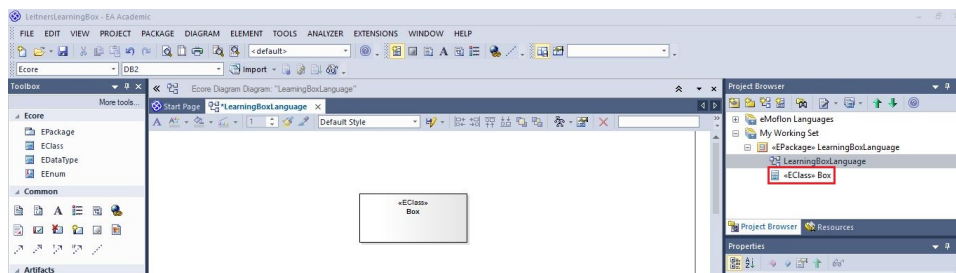 LeitnersLearningBox - EA Academic
FILE EDIT VIEW PROJECT PACKAGE DIAGRAM ELEMENT TOOLS ANALYZER EXTENSIONS WINDOW HELP
<default>
Ecore DB2 Import
Toolbox
More tools...
Ecore
EPackage
EClass
EDataType
EEnum
Common
Artifacts
Ecore Diagram Diagram: "LearningBoxLanguage"
Start Page *LearningBoxLanguage
1 Default Style
«EClass»
Box
Project Browser
eMoflon Languages
My Working Set
«EPackage» LearningBoxLanguage
LearningBoxLanguage
«EClass» Box
Project Browser Resources
Properties